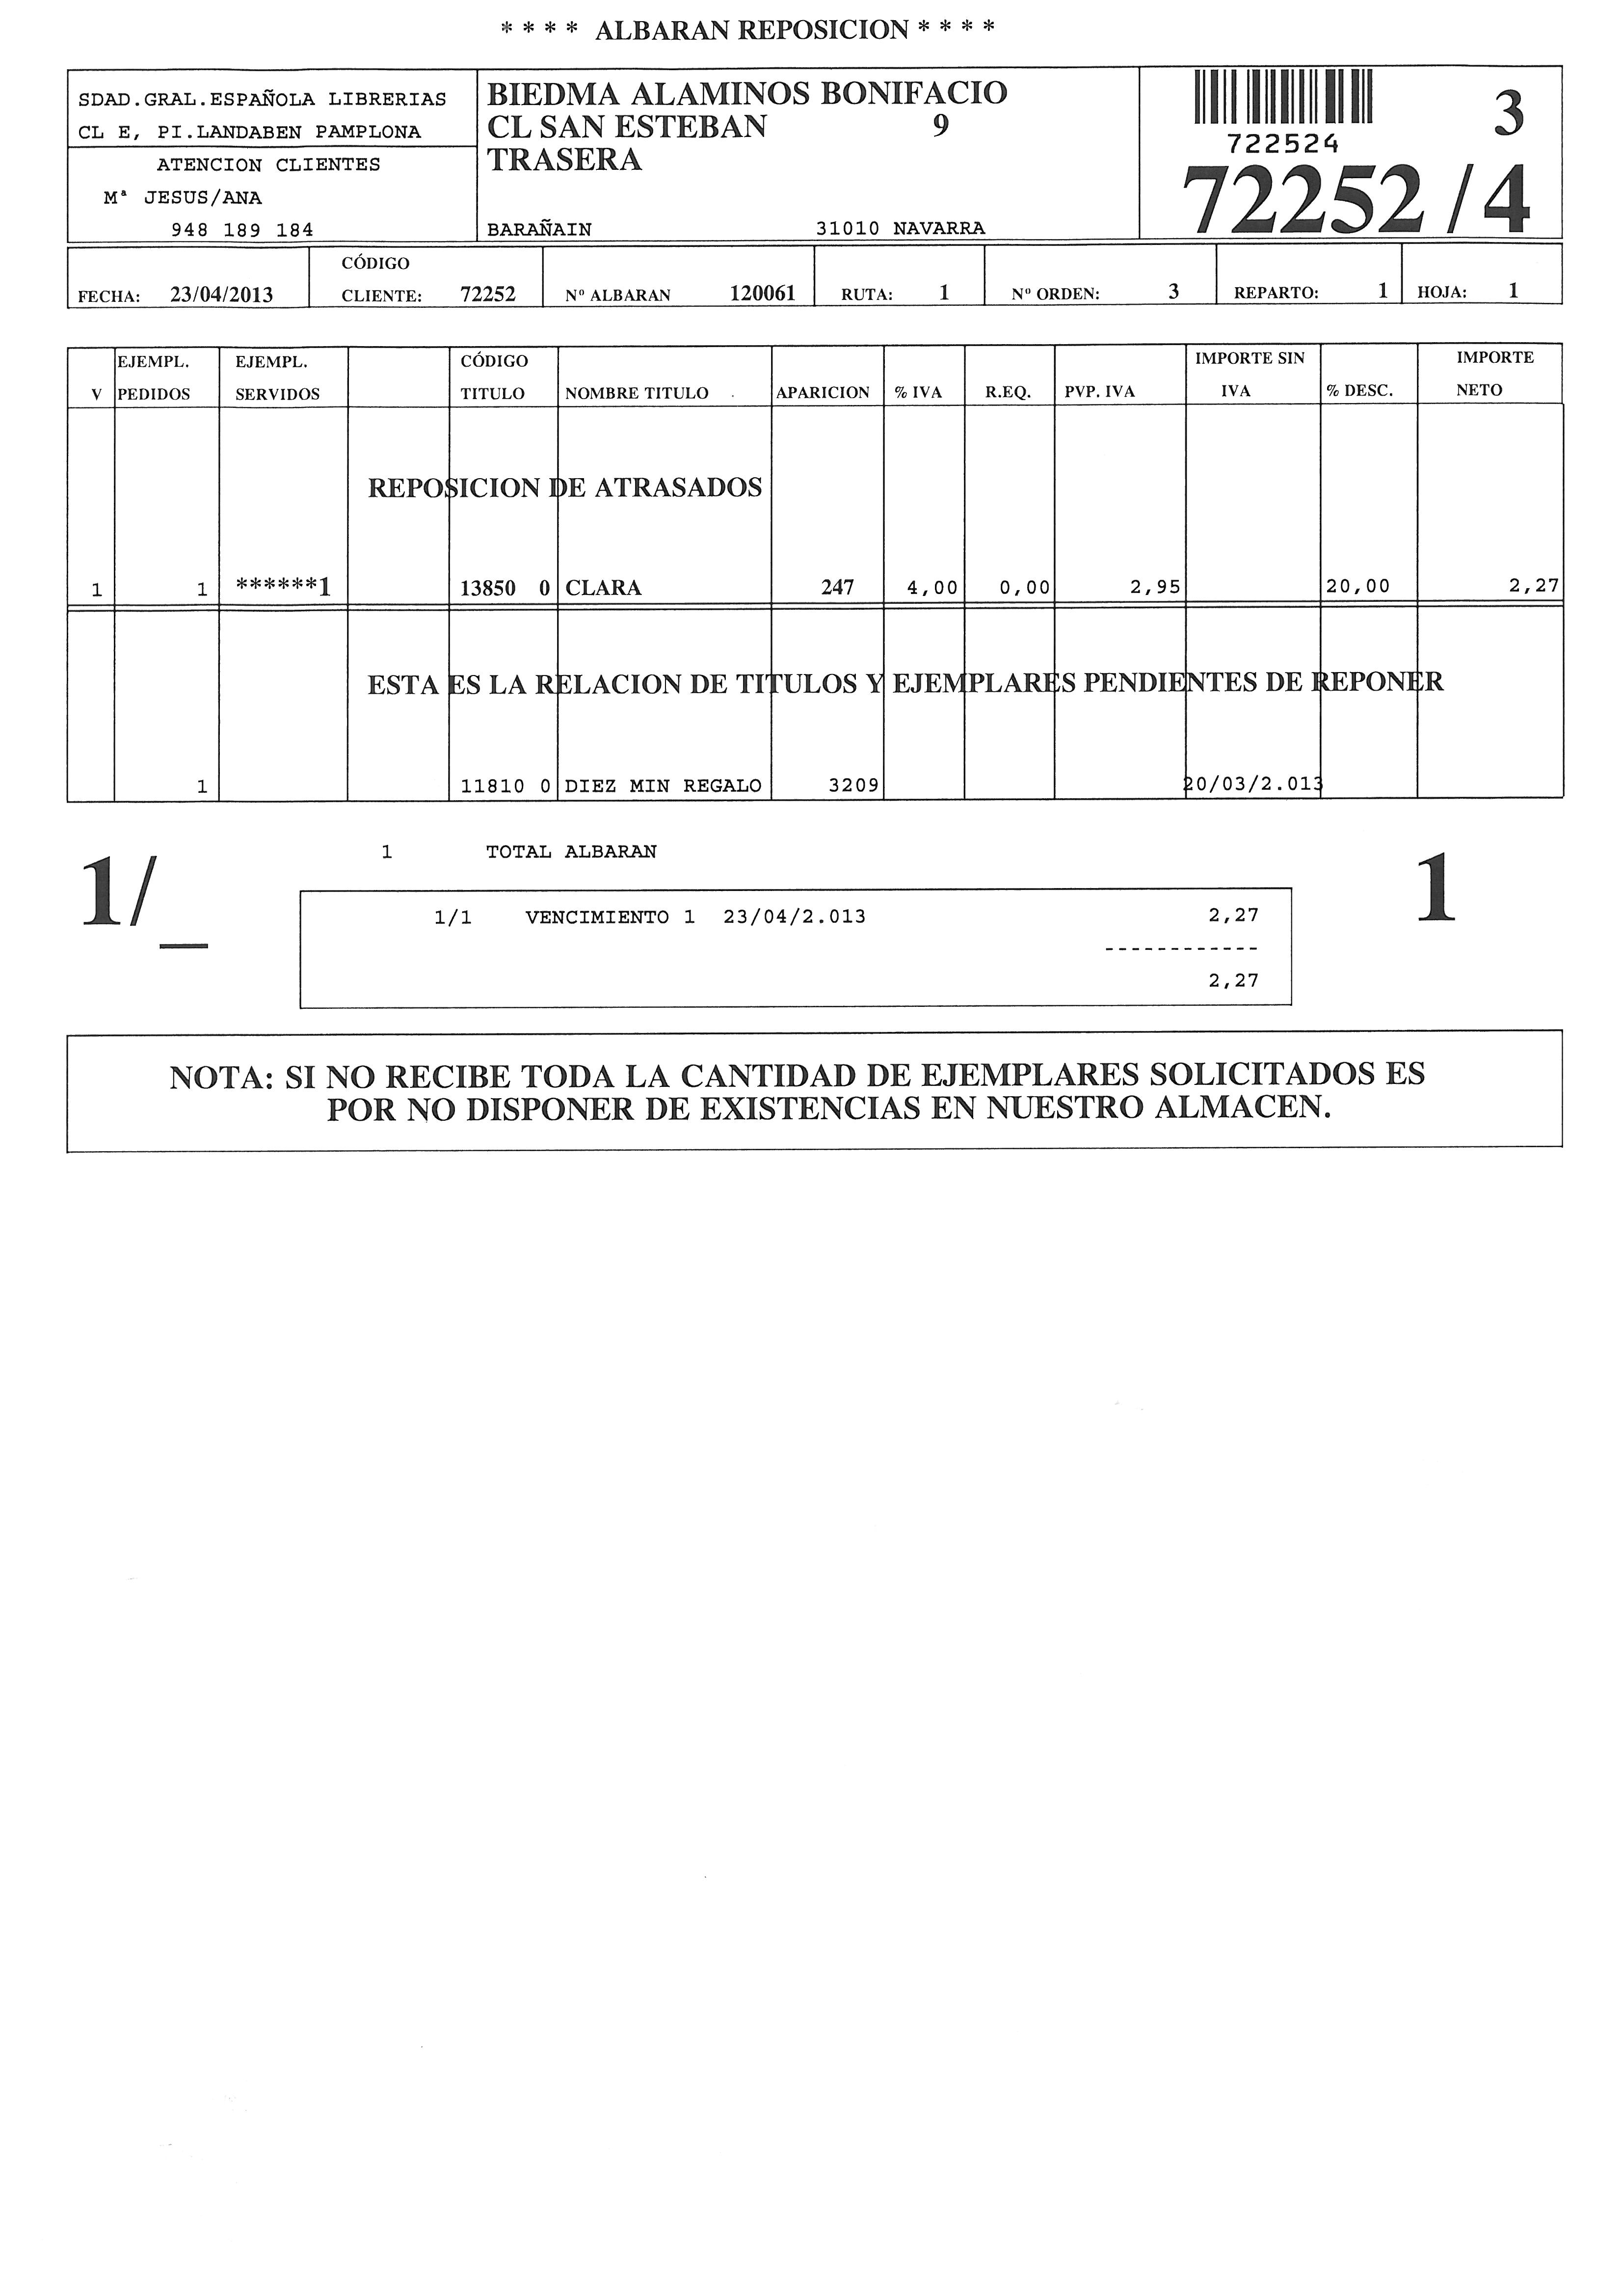 * * * * ALBARAN REPOSICION * * * *
SDAD.GRAL.ESPAÑOLA LIBRERIAS
CL E, PI.LANDABEN PAMPLONA
ATENCION CLIENTES
Mª JESUS/ANA
948 189 184
BIEDMA ALAMINOS BONIFACIO
CL SAN ESTEBAN 9
TRASERA
BARAÑAIN 31010 NAVARRA
722524
3
72252 / 4
FECHA: 23/04/2013 CÓDIGO CLIENTE: 72252 Nº ALBARAN 120061 RUTA: 1 Nº ORDEN: 3 REPARTO: 1 HOJA: 1
V EJEMPL. PEDIDOS EJEMPL. SERVIDOS CÓDIGO TITULO NOMBRE TITULO APARICION % IVA R.EQ. PVP. IVA IMPORTE SIN IVA % DESC. IMPORTE NETO
REPOSICION DE ATRASADOS
1 1 ******1 13850 0 CLARA 247 4,00 0,00 2,95 20,00 2,27
ESTA ES LA RELACION DE TITULOS Y EJEMPLARES PENDIENTES DE REPONER
1 11810 0 DIEZ MIN REGALO 3209 20/03/2.013
1/_ 1 TOTAL ALBARAN 1
1/1 VENCIMIENTO 1 23/04/2.013 2,27
------------
2,27
NOTA: SI NO RECIBE TODA LA CANTIDAD DE EJEMPLARES SOLICITADOS ES
POR NO DISPONER DE EXISTENCIAS EN NUESTRO ALMACEN.